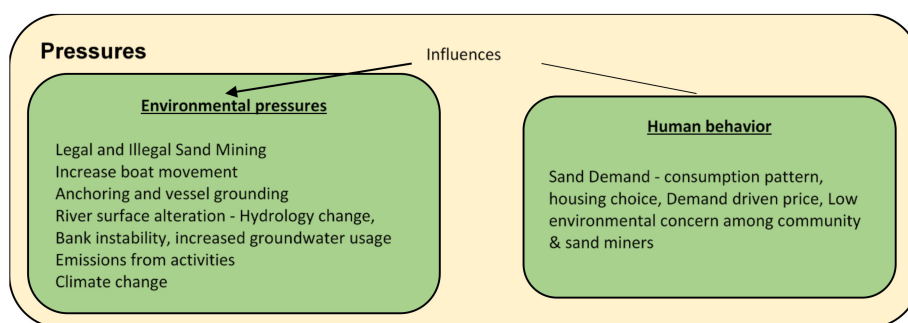 Pressures
Influences
Environmental pressures
Legal and Illegal Sand Mining
Increase boat movement
Anchoring and vessel grounding
River surface alteration - Hydrology change,
Bank instability, increased groundwater usage
Emissions from activities
Climate change
Human behavior
Sand Demand - consumption pattern,
housing choice, Demand driven price, Low
environmental concern among community
& sand miners